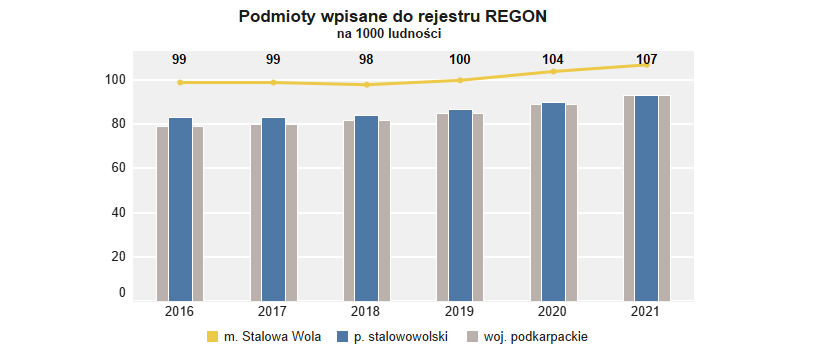 Podmioty wpisane do rejestru REGON
na 1000 ludności
99 99 98 100 104 107
100
80
60
40
20
0
2016 2017 2018 2019 2020 2021
m. Stalowa Wola p. stalowowolski woj. podkarpackie